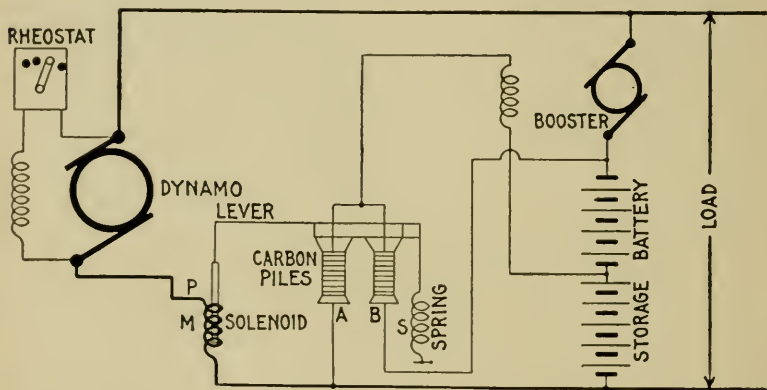 RHEOSTAT
DYNAMO
LEVER
P
M
SOLENOID
CARBON
PILES
A
B
S
SPRING
BOOSTER
STORAGE BATTERY
LOAD